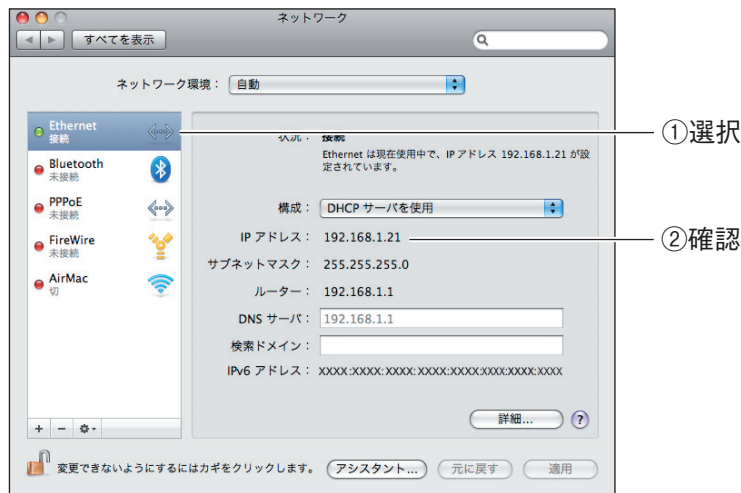 ネットワーク
すべてを表示
ネットワーク環境： 自動
Ethernet
接続
Bluetooth
未接続
PPPoE
未接続
FireWire
未接続
AirMac
切
状況： 接続
Ethernet は現在使用中で、IP アドレス 192.168.1.21 が設
定されています。
構成： DHCP サーバを使用
IP アドレス： 192.168.1.21
サブネットマスク： 255.255.255.0
ルーター： 192.168.1.1
DNS サーバ： 192.168.1.1
検索ドメイン：
IPv6 アドレス： XXXX:XXXX:XXXX:XXXX:XXXX:XXXX:XXXX:XXXX
詳細... ?
+ −
変更できないようにするにはカギをクリックします。 アシスタント... 元に戻す 適用
①選択
②確認